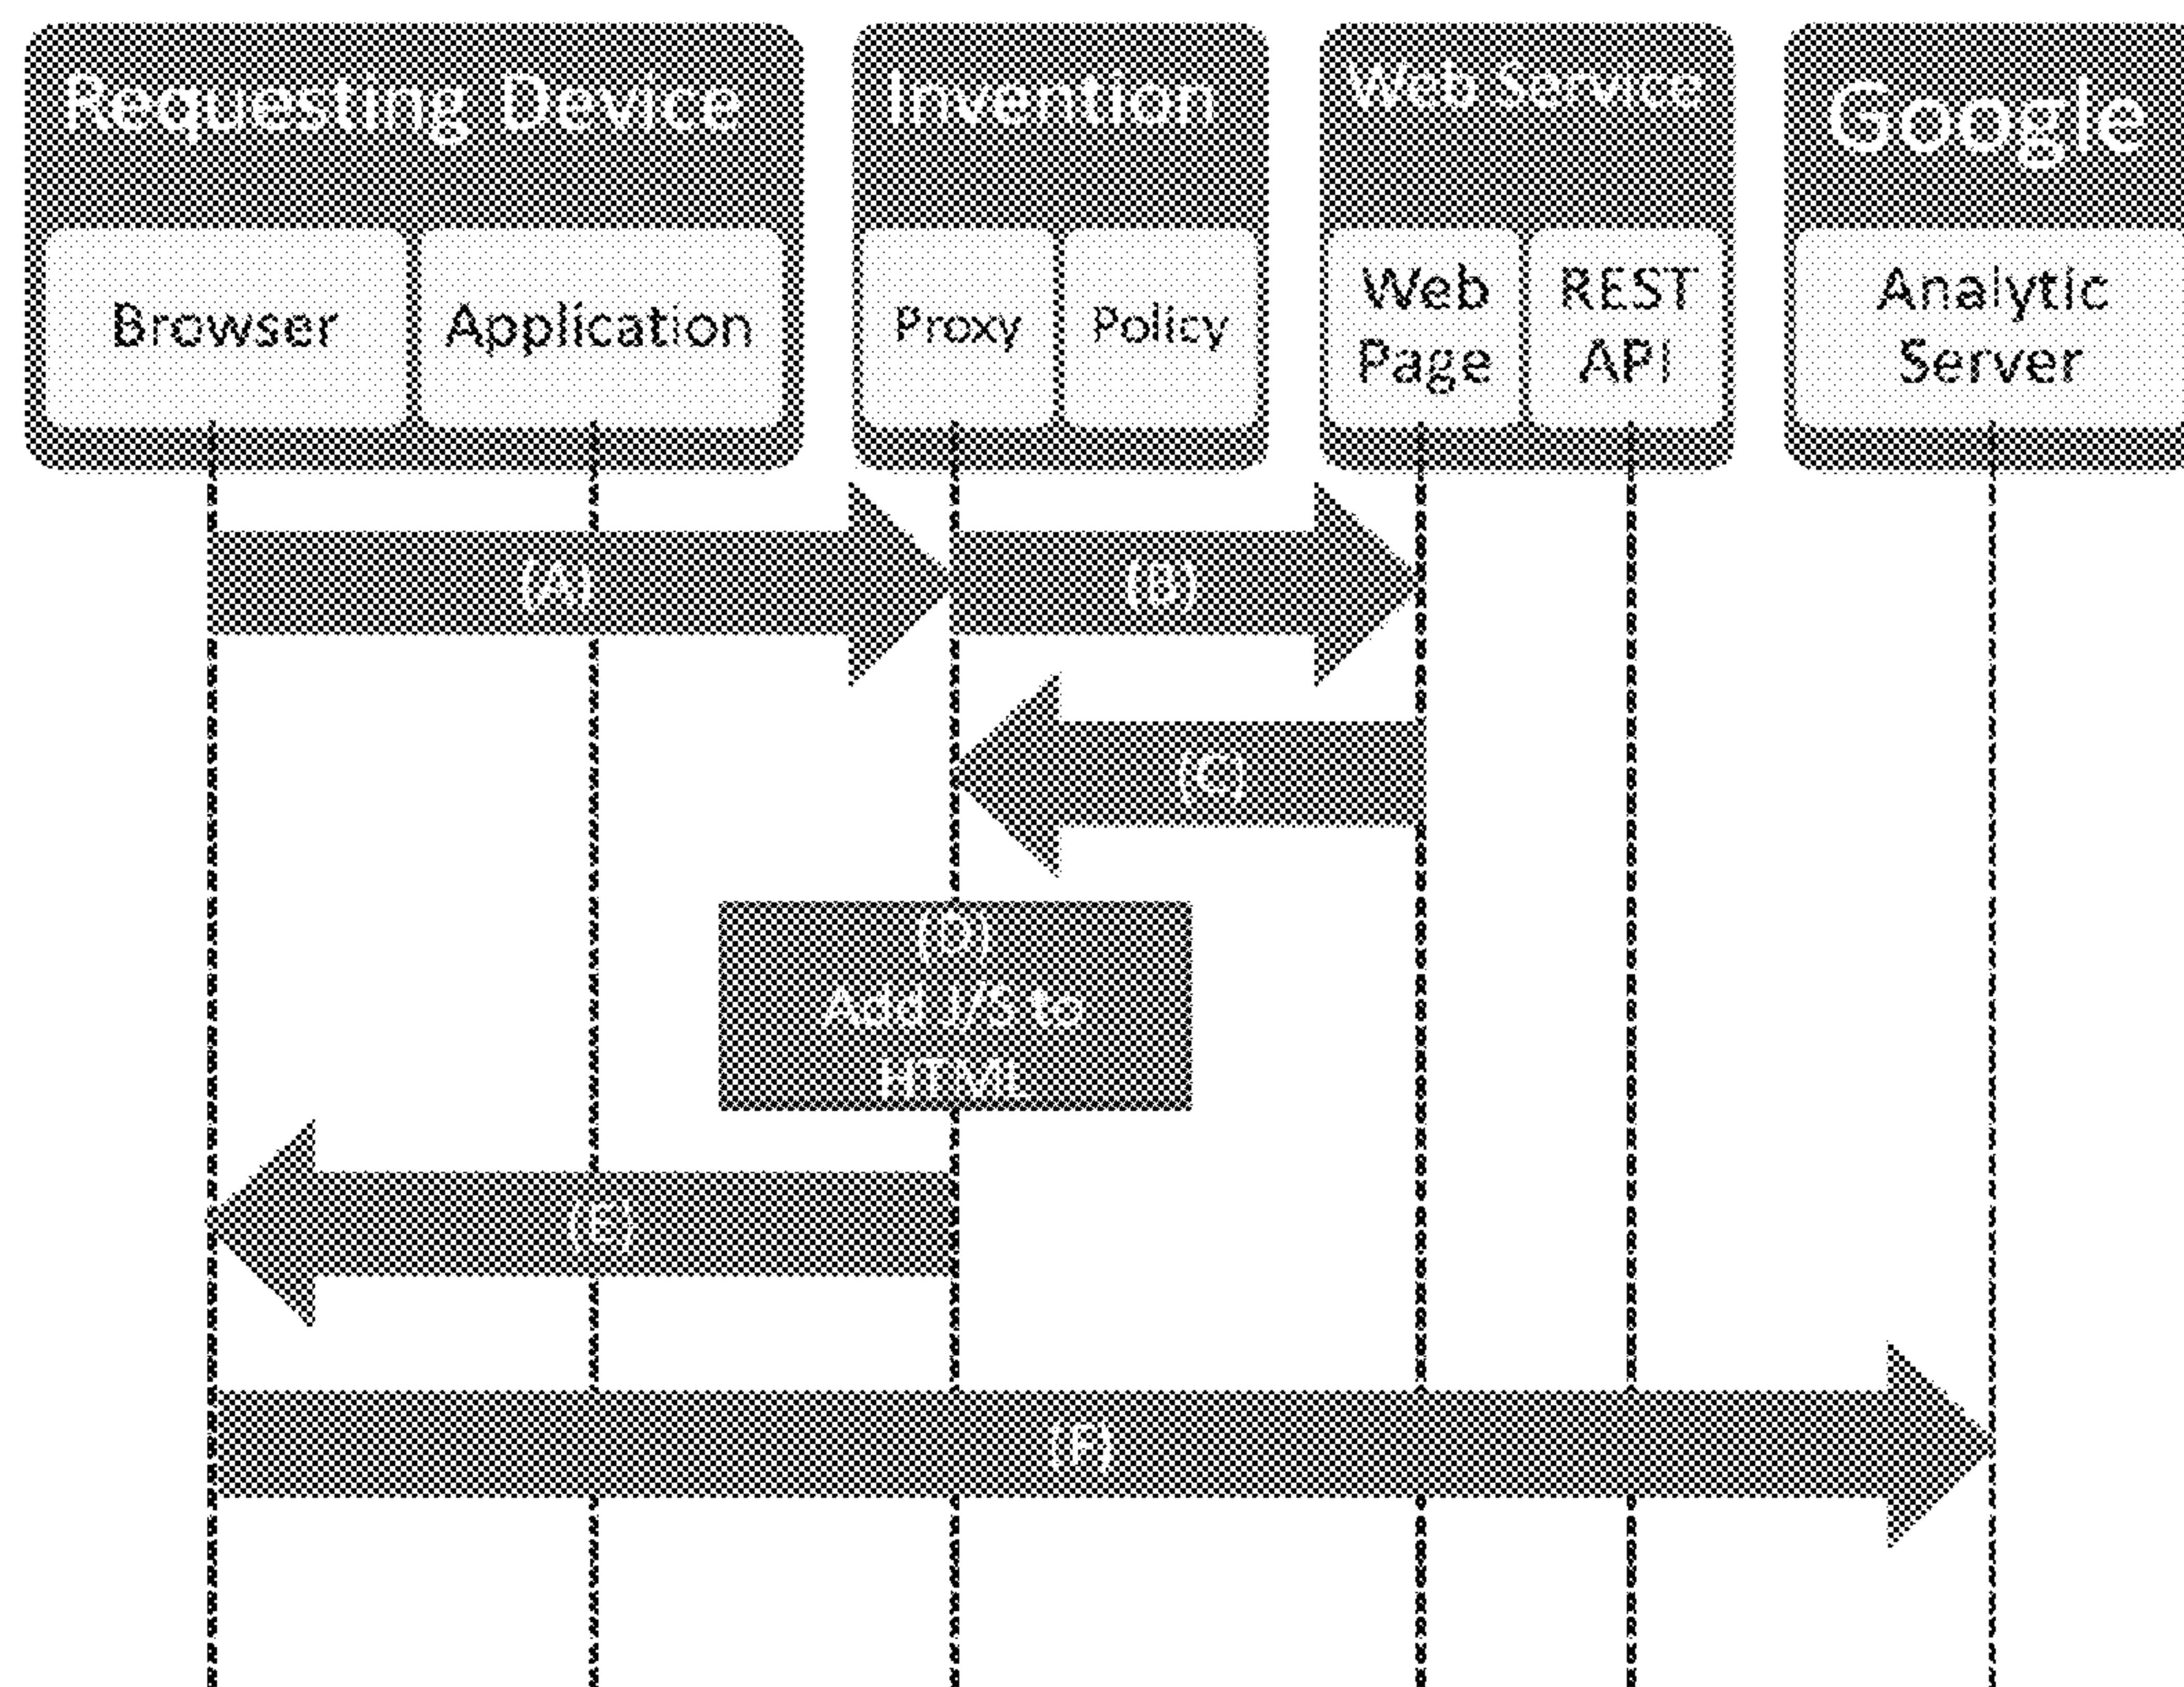 Requesting Device
Invention
Web Service
Google
Browser
Application
Proxy
Policy
Web
Page
REST
API
Analytic
Server
(A)
(B)
(C)
(D)
Add J/S to
HTML
(E)
(F)